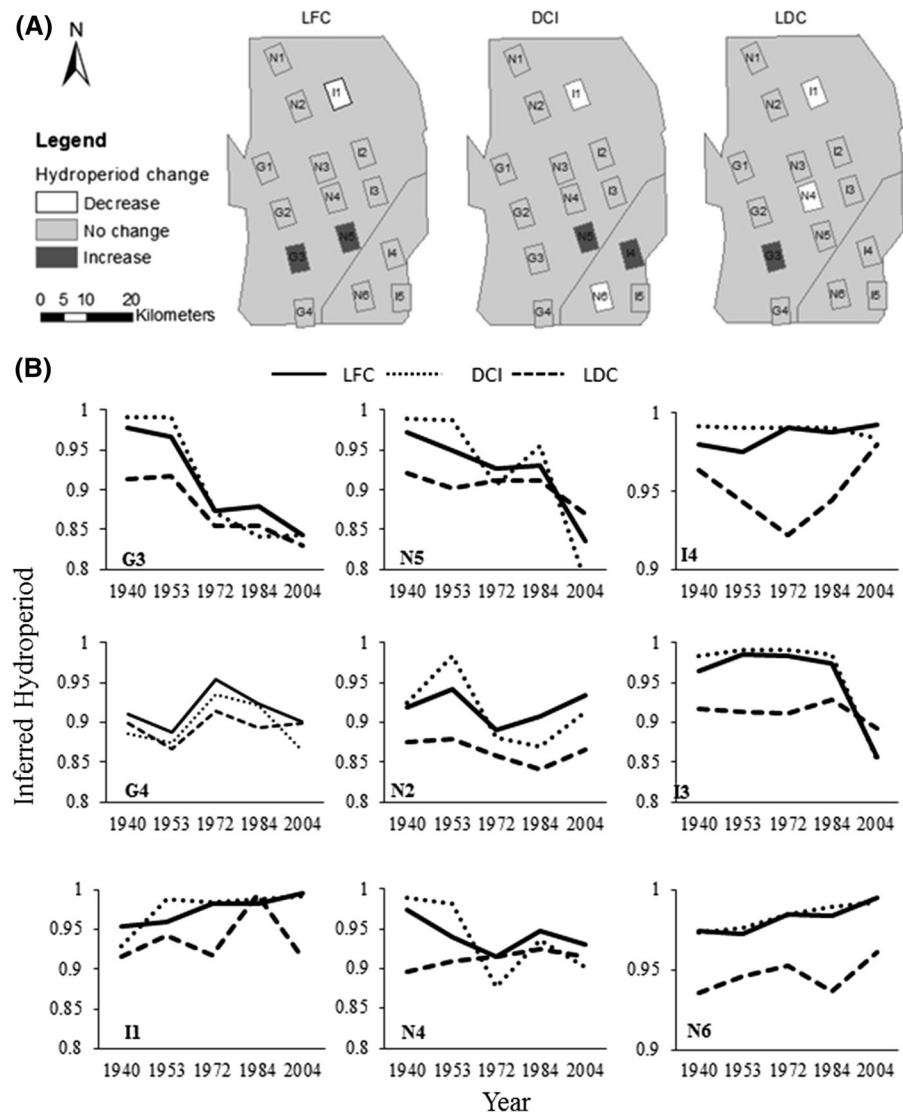 (A)
N
Legend
Hydroperiod change
Decrease
No change
Increase
0 5 10 20
Kilometers
LFC
N1
N2
I1
G1
N3
I2
G2
N4
I3
G3
N5
I4
G4
N6
I5
DCI
N1
N2
I1
G1
N3
I2
G2
N4
I3
G3
N5
I4
G4
N6
I5
LDC
N1
N2
I1
G1
N3
I2
G2
N4
I3
G3
N5
I4
G4
N6
I5
(B)
LFC DCI LDC
Inferred Hydroperiod
1
0.95
0.9
0.85
0.8
G3
1940 1953 1972 1984 2004
1
0.95
0.9
0.85
0.8
N5
1940 1953 1972 1984 2004
1
0.95
0.9
I4
1940 1953 1972 1984 2004
1
0.95
0.9
0.85
0.8
G4
1940 1953 1972 1984 2004
1
0.95
0.9
0.85
0.8
N2
1940 1953 1972 1984 2004
1
0.95
0.9
0.85
0.8
I3
1940 1953 1972 1984 2004
1
0.95
0.9
0.85
0.8
I1
1940 1953 1972 1984 2004
1
0.95
0.9
0.85
0.8
N4
1940 1953 1972 1984 2004
1
0.95
0.9
N6
1940 1953 1972 1984 2004
Year